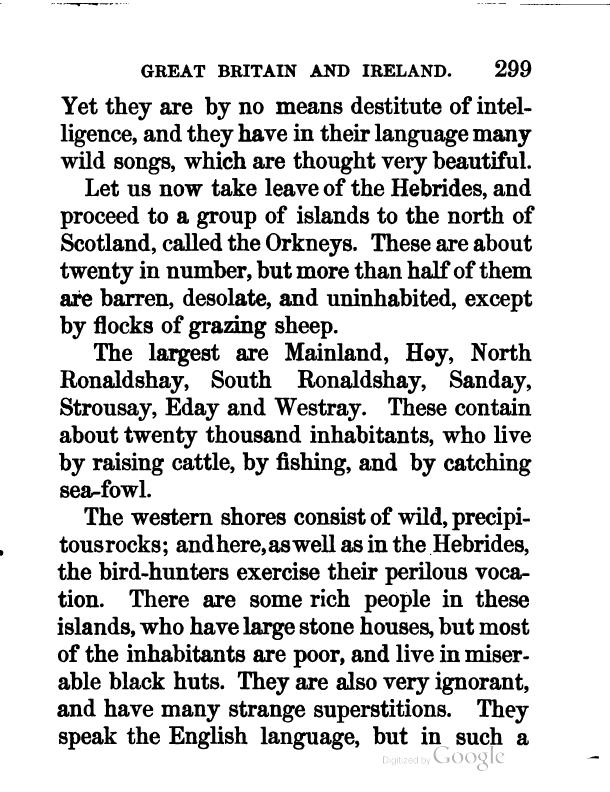 GREAT BRITAIN AND IRELAND. 299
Yet they are by no means destitute of intel-
ligence, and they have in their language many
wild songs, which are thought very beautiful.
Let us now take leave of the Hebrides, and
proceed to a group of islands to the north of
Scotland, called the Orkneys. These are about
twenty in number, but more than half of them
are barren, desolate, and uninhabited, except
by flocks of grazing sheep.
The largest are Mainland, Hoy, North
Ronaldshay, South Ronaldshay, Sanday,
Strousay, Eday and Westray. These contain
about twenty thousand inhabitants, who live
by raising cattle, by fishing, and by catching
sea-fowl.
The western shores consist of wild, precipi-
tous rocks; and here, as well as in the Hebrides,
the bird-hunters exercise their perilous voca-
tion. There are some rich people in these
islands, who have large stone houses, but most
of the inhabitants are poor, and live in miser-
able black huts. They are also very ignorant,
and have many strange superstitions. They
speak the English language, but in such a
Digitized by Google